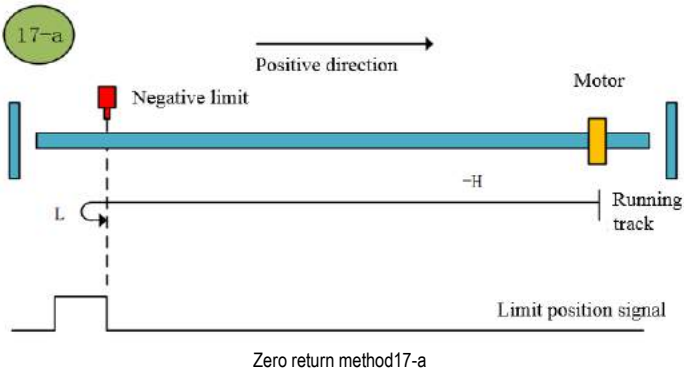 17-a
Positive direction
Motor
Negative limit
-H
L
Running
track
Limit position signal
Zero return method17-a